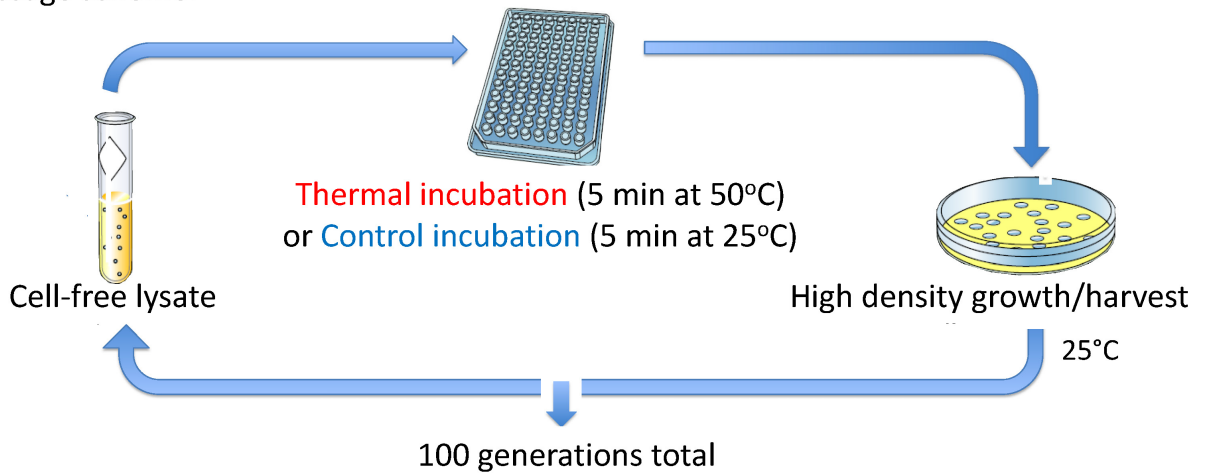 Thermal incubation (5 min at 50°C)
or Control incubation (5 min at 25°C)
Cell-free lysate
High density growth/harvest
25°C
100 generations total